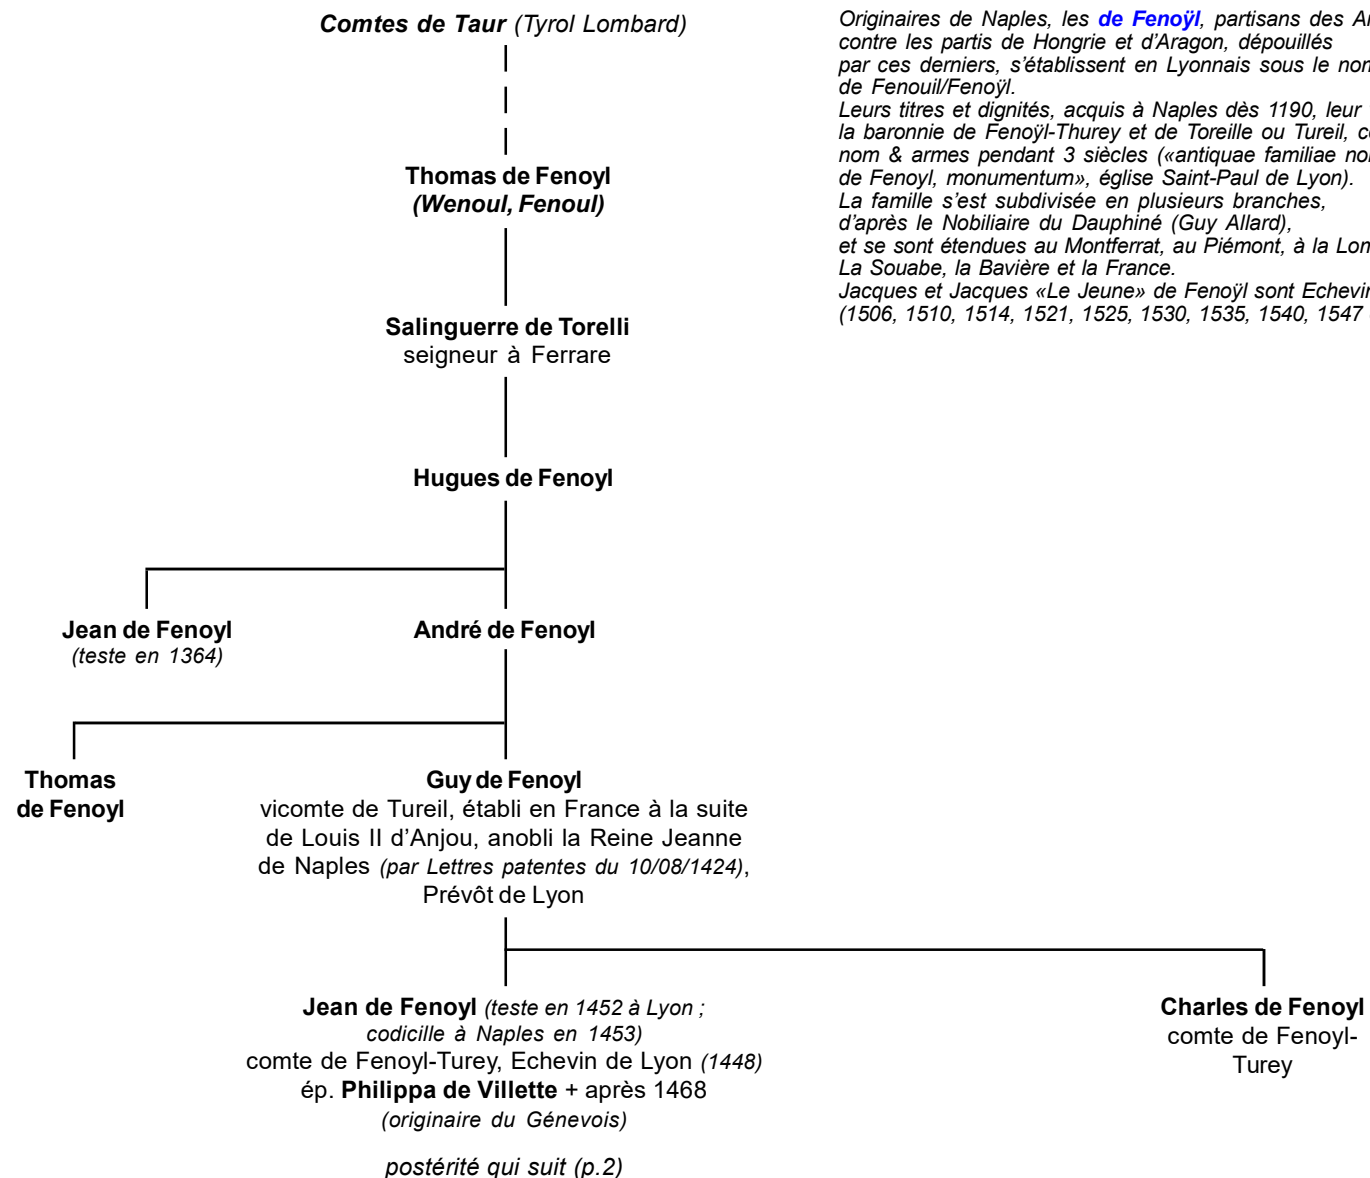 Comtes de Taur (Tyrol Lombard)
Originaires de Naples, les de Fenoÿl, partisans des
contre les partis de Hongrie et d'Aragon, dépouillés
par ces derniers, s'établissent en Lyonnais sous le
de Fenouil/Fenoÿl.
Leurs titres et dignités, acquis à Naples dès 1190, leur
la baronnie de Fenoÿl-Thurey et de Toreille ou Tureil,
nom & armes pendant 3 siècles («antiquae familiae
de Fenoyl, monumentum», église Saint-Paul de Lyon).
La famille s'est subdivisée en plusieurs branches,
d'après le Nobiliaire du Dauphiné (Guy Allard),
et se sont étendues au Montferrat, au Piémont, à la
La Souabe, la Bavière et la France.
Jacques et Jacques «Le Jeune» de Fenoÿl sont
(1506, 1510, 1514, 1521, 1525, 1530, 1535, 1540, 1547
Thomas de Fenoyl
(Wenoul, Fenoul)
Salinguerre de Torelli
seigneur à Ferrare
Hugues de Fenoyl
Jean de Fenoyl
(teste en 1364)
André de Fenoyl
Thomas
de Fenoyl
Guy de Fenoyl
vicomte de Tureil, établi en France à la suite
de Louis II d'Anjou, anobli la Reine Jeanne
de Naples (par Lettres patentes du 10/08/1424),
Prévôt de Lyon
Jean de Fenoyl (teste en 1452 à Lyon ;
codicille à Naples en 1453)
comte de Fenoyl-Turey, Echevin de Lyon (1448)
ép. Philippa de Villette + après 1468
(originaire du Génevois)
postérité qui suit (p.2)
Charles de Fenoyl
comte de Fenoyl-
Turey